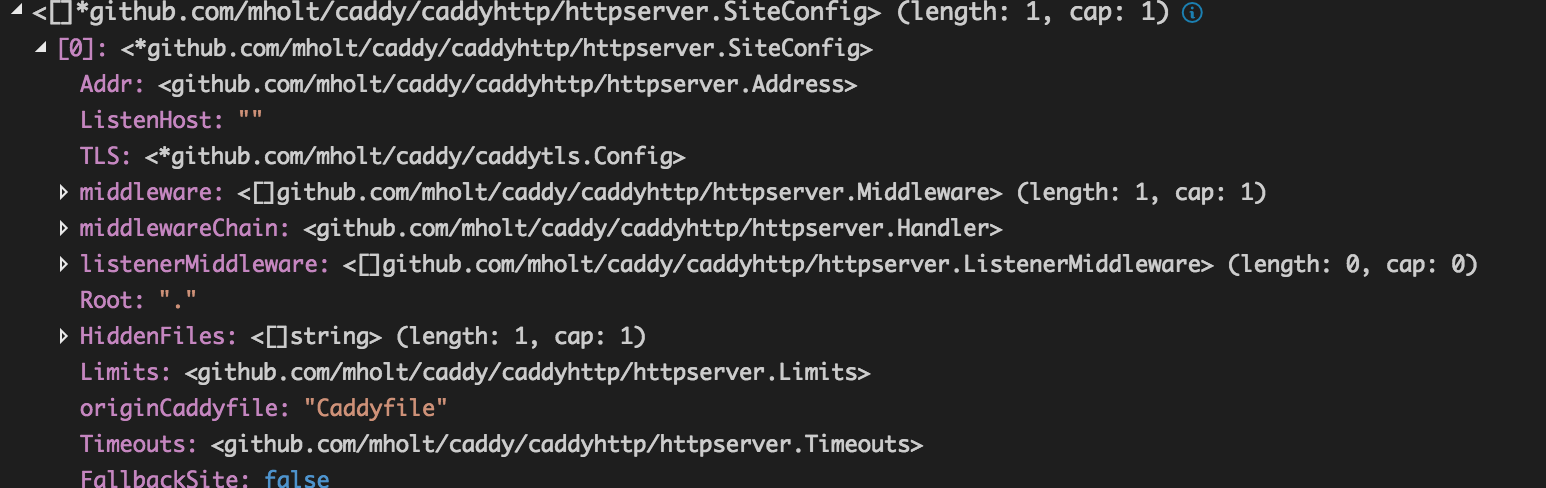 <[]*github.com/mholt/caddy/caddyhttp/httpserver.SiteConfig> (length: 1, cap: 1)
[0]: <*github.com/mholt/caddy/caddyhttp/httpserver.SiteConfig>
Addr: <github.com/mholt/caddy/caddyhttp/httpserver.Address>
ListenHost: ""
TLS: <*github.com/mholt/caddy/caddytls.Config>
middleware: <[]github.com/mholt/caddy/caddyhttp/httpserver.Middleware> (length: 1, cap: 1)
middlewareChain: <github.com/mholt/caddy/caddyhttp/httpserver.Handler>
listenerMiddleware: <[]github.com/mholt/caddy/caddyhttp/httpserver.ListenerMiddleware> (length: 0, cap: 0)
Root: "."
HiddenFiles: <[]string> (length: 1, cap: 1)
Limits: <github.com/mholt/caddy/caddyhttp/httpserver.Limits>
originCaddyfile: "Caddyfile"
Timeouts: <github.com/mholt/caddy/caddyhttp/httpserver.Timeouts>
FallbackSite: false